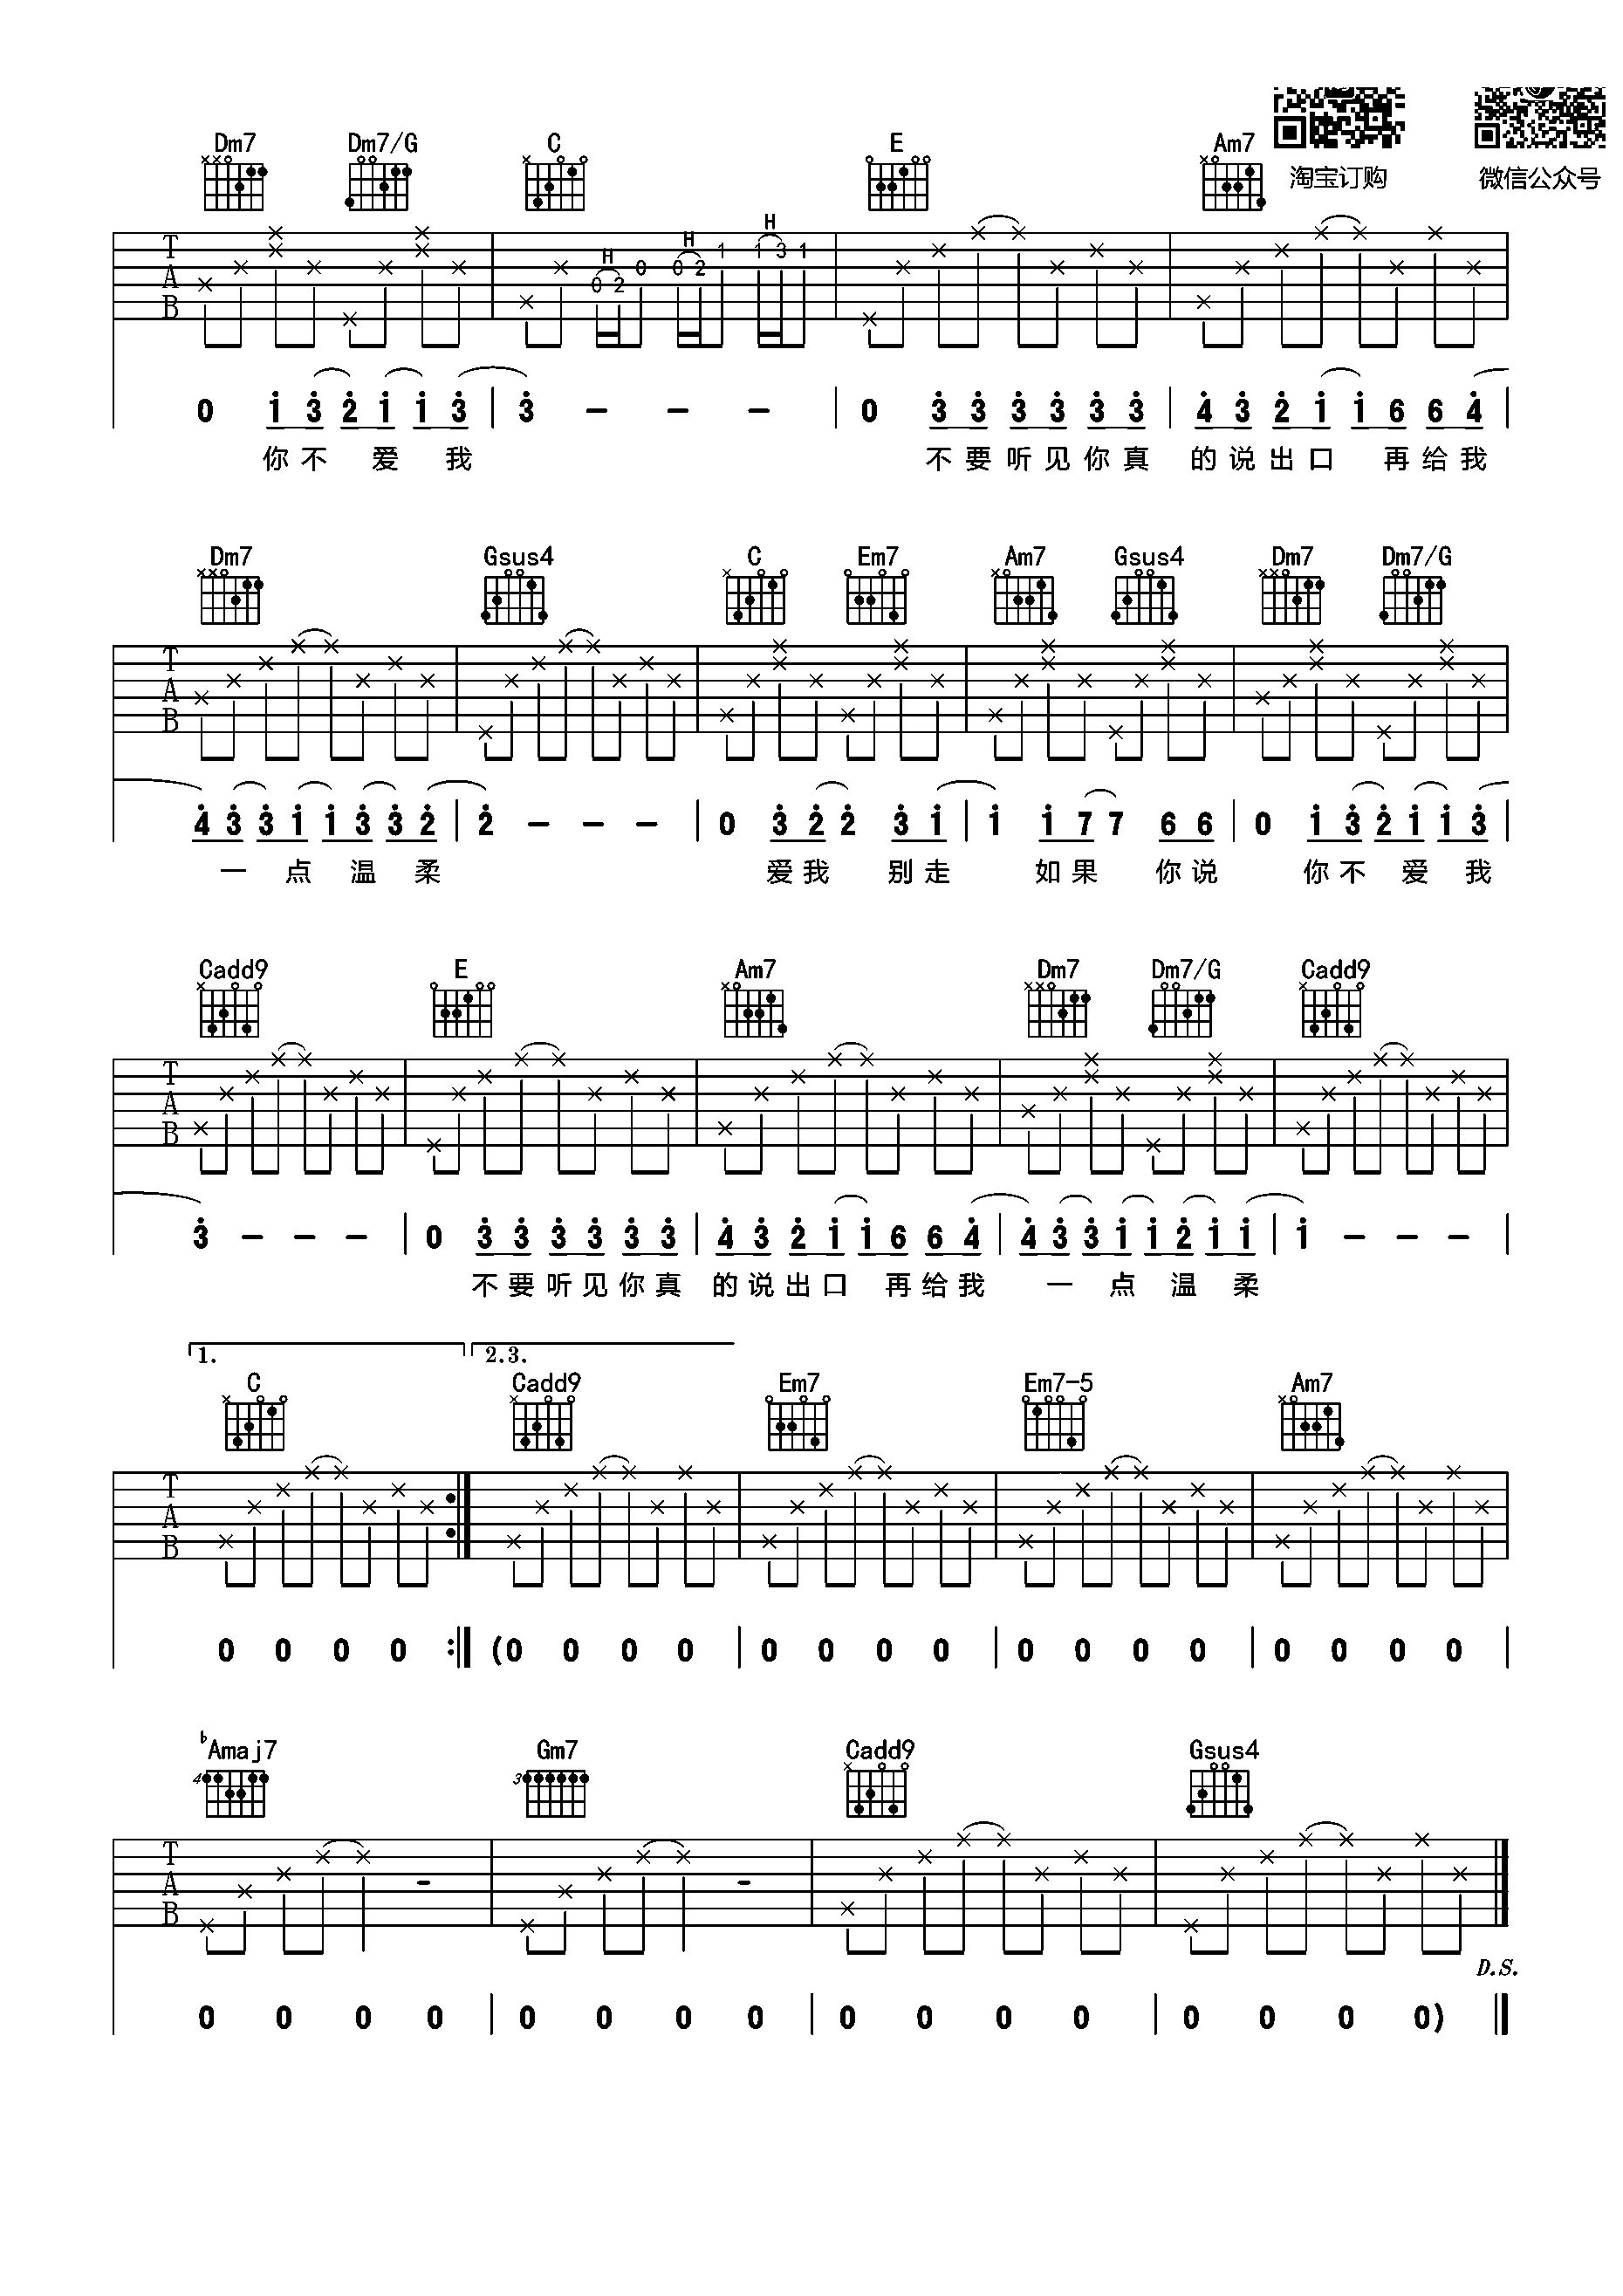 淘宝订购 微信公众号
Dm7 Dm7/G C E Am7
H H H
T
A
B
0 2 0 0 2 1 1 3 1
0 1 3 2 1 1 3 | 3 - - - | 0 3 3 3 3 3 3 | 4 3 2 1 1 6 6 4 |
你不 爱 我 不要听见你真 的说出口 再给我
Dm7 Gsus4 C Em7 Am7 Gsus4 Dm7 Dm7/G
T
A
B
4 3 3 1 1 3 3 2 | 2 - - - | 0 3 2 2 3 1 | 1 1 7 7 6 6 | 0 1 3 2 1 1 3 |
一 点 温 柔 爱我 别走 如果 你说 你不 爱 我
Cadd9 E Am7 Dm7 Dm7/G Cadd9
T
A
B
3 - - - | 0 3 3 3 3 3 3 | 4 3 2 1 1 6 6 4 | 4 3 3 1 1 2 1 1 | 1 - - - |
不要听见你真 的说出口 再给我 一 点 温 柔
1. 2.3.
C Cadd9 Em7 Em7-5 Am7
T
A
B
0 0 0 0 :| (0 0 0 0 | 0 0 0 0 | 0 0 0 0 | 0 0 0 0 |
♭Amaj7 Gm7 Cadd9 Gsus4
4 3
T
A
B
D.S.
0 0 0 0 | 0 0 0 0 | 0 0 0 0 | 0 0 0 0) |